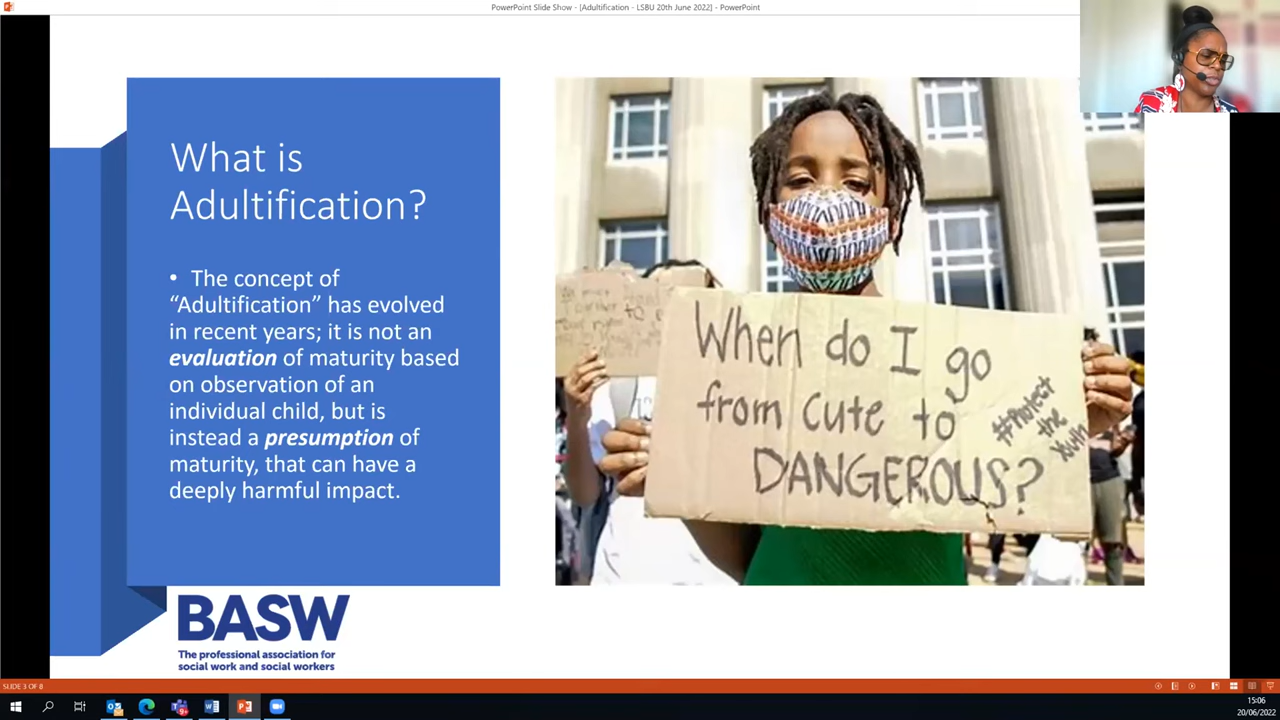 PowerPoint Slide Show - [Adultification - LSBU 20th June 2022] - PowerPoint
What is
Adultification?
• The concept of
“Adultification” has evolved
in recent years; it is not an
evaluation of maturity based
on observation of an
individual child, but is
instead a presumption of
maturity, that can have a
deeply harmful impact.
When do I go
from cute to
DANGEROUS?
#Protect
the
Youth
BASW
The professional association for
social work and social workers
SLIDE 3 OF 8
15:06
20/06/2022